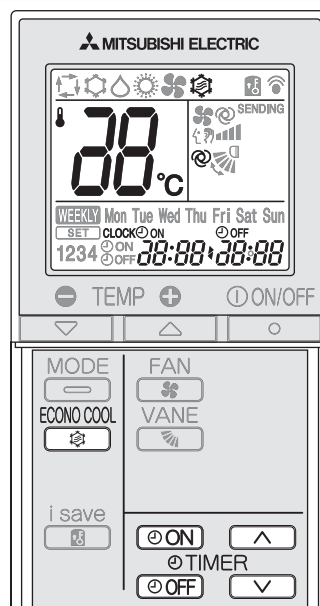 MITSUBISHI ELECTRIC
SENDING
88°C
WEEKLY Mon Tue Wed Thu Fri Sat Sun
SET CLOCK ON OFF
1234 ON OFF 88:88 88:88
TEMP ON/OFF
MODE FAN
ECONO COOL VANE
i save
ON
TIMER
OFF